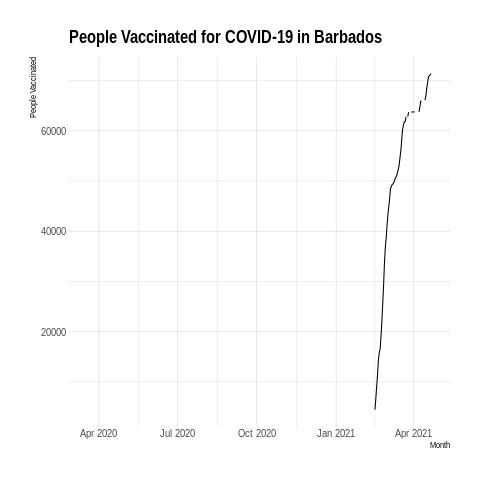 People Vaccinated for COVID-19 in Barbados
People Vaccinated
60000
40000
20000
Apr 2020 Jul 2020 Oct 2020 Jan 2021 Apr 2021
Month